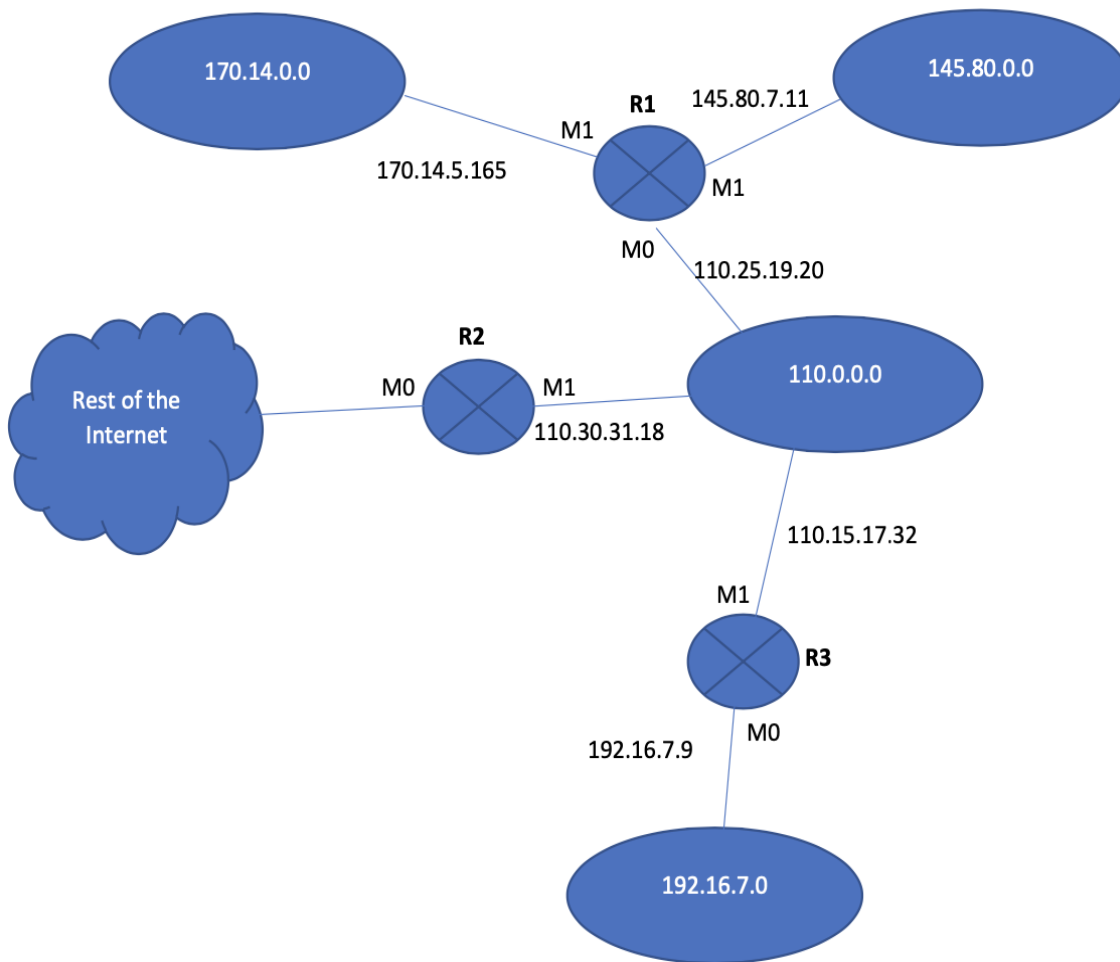 170.14.0.0
145.80.0.0
145.80.7.11
R1
M1
170.14.5.165
M1
M0
110.25.19.20
R2
110.0.0.0
Rest of the
Internet
M0
M1
110.30.31.18
110.15.17.32
M1
R3
M0
192.16.7.9
192.16.7.0